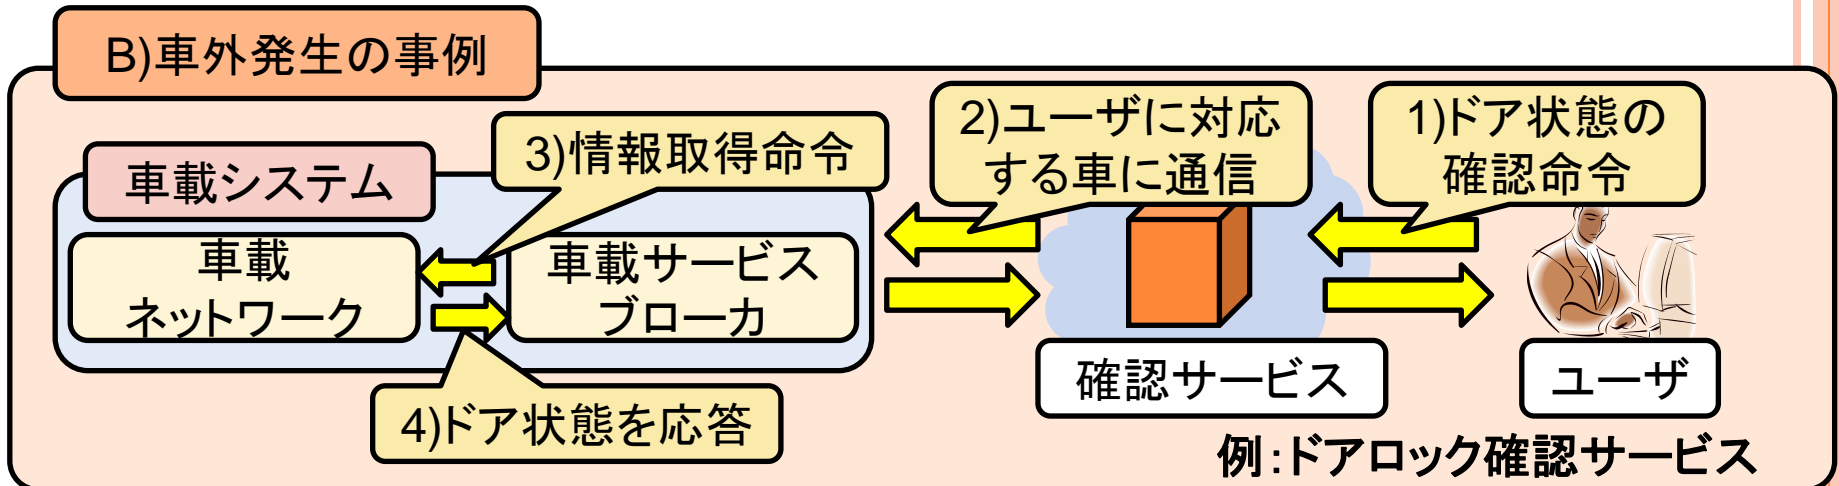 B)車外発生の事例
1)ドア状態の
確認命令
2)ユーザに対応
する車に通信
3)情報取得命令
車載システム
車載
ネットワーク
車載サービス
ブローカ
4)ドア状態を応答
確認サービス
ユーザ
例:ドアロック確認サービス